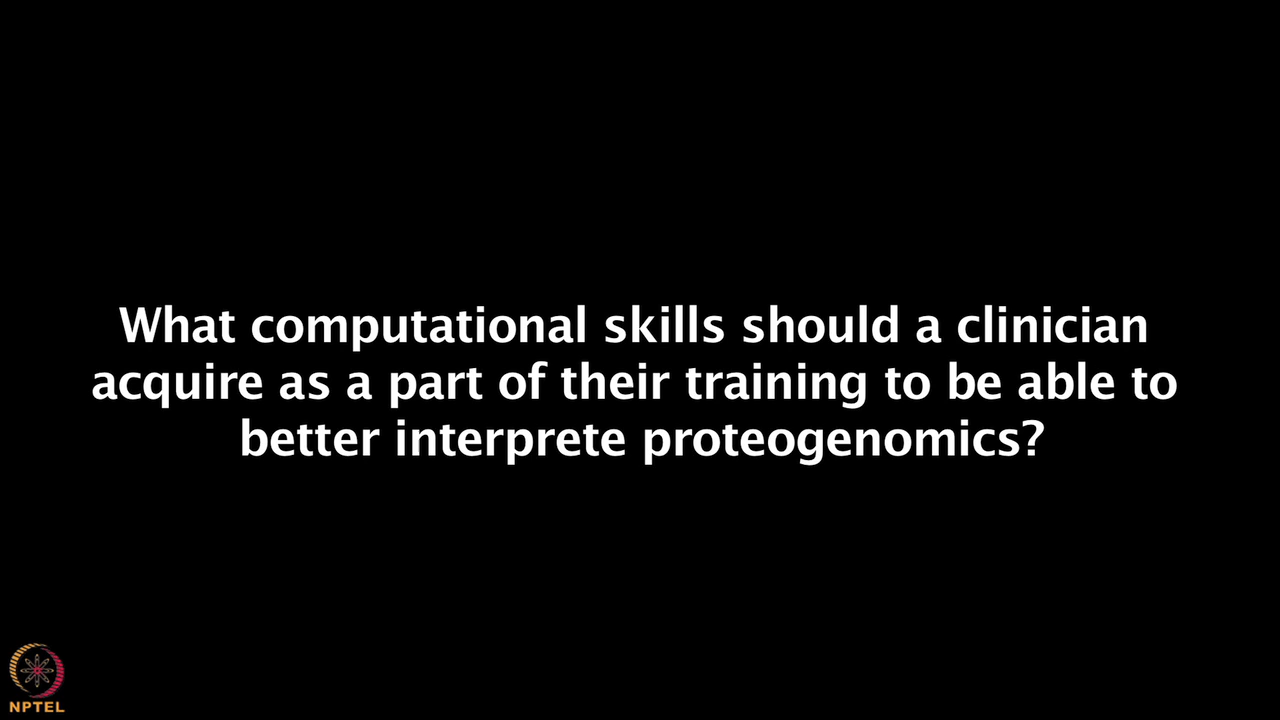 What computational skills should a clinician
acquire as a part of their training to be able to
better interprete proteogenomics?
NPTEL